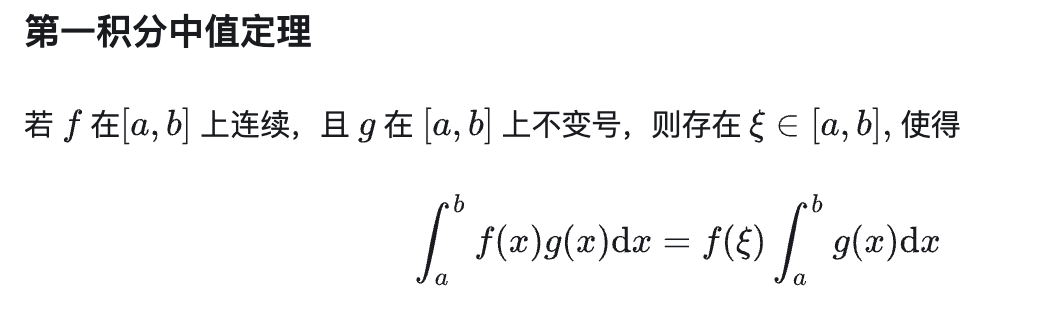 第一积分中值定理
若 f 在[a, b] 上连续，且 g 在 [a, b] 上不变号，则存在 ξ ∈ [a, b], 使得
∫_a^b f(x)g(x)dx = f(ξ) ∫_a^b g(x)dx